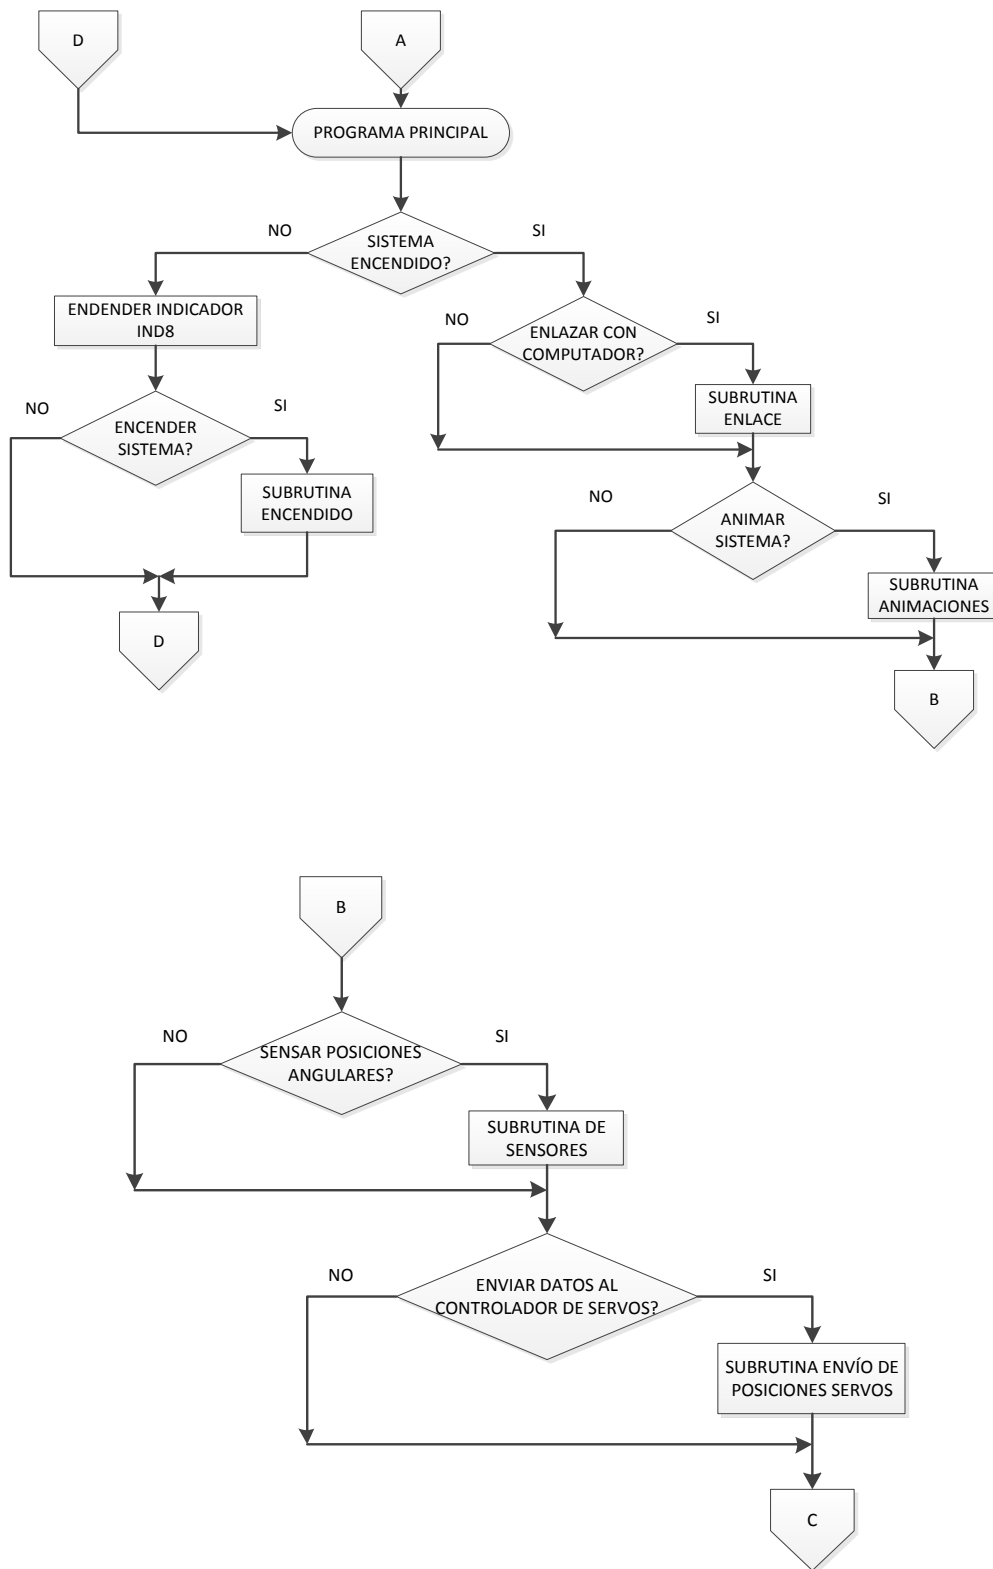 D
A
PROGRAMA PRINCIPAL
NO
SISTEMA
ENCENDIDO?
SI
ENDENDER INDICADOR
IND8
NO
ENLAZAR CON
COMPUTADOR?
SI
NO
ENCENDER
SISTEMA?
SI
SUBRUTINA
ENLACE
SUBRUTINA
ENCENDIDO
NO
ANIMAR
SISTEMA?
SI
SUBRUTINA
ANIMACIONES
D
B
B
NO
SENSAR POSICIONES
ANGULARES?
SI
SUBRUTINA DE
SENSORES
NO
ENVIAR DATOS AL
CONTROLADOR DE SERVOS?
SI
SUBRUTINA ENVÍO DE
POSICIONES SERVOS
C